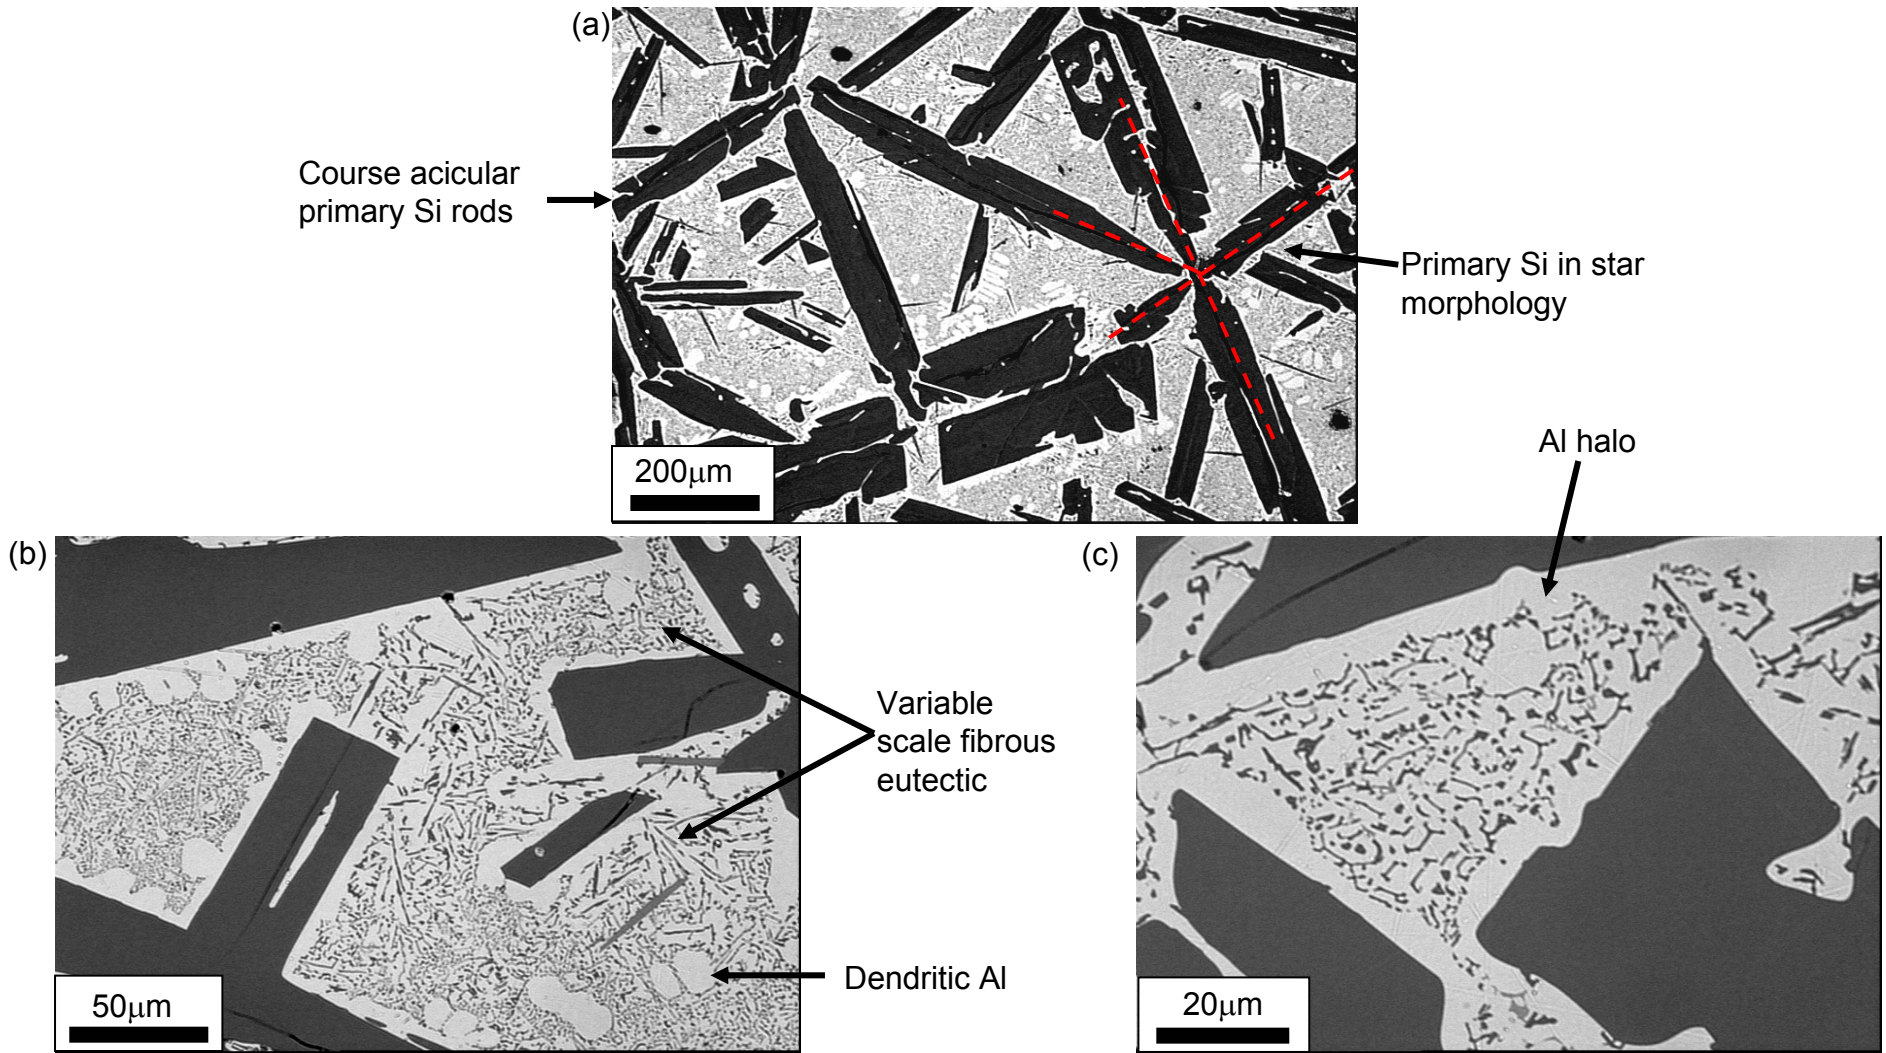 (a)
Course acicular
primary Si rods
Primary Si in star
morphology
200μm
Al halo
(b)
(c)
Variable
scale fibrous
eutectic
Dendritic Al
50μm
20μm